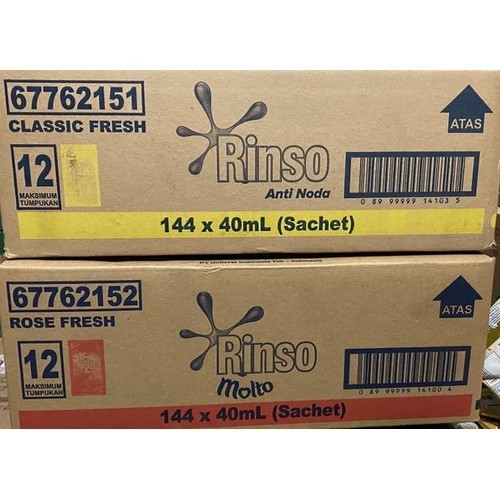 67762151
CLASSIC FRESH
12
MAKSIMUM
TUMPUKAN
Rinso
Anti Noda
ATAS
0 89 99999 14103 5
144 x 40mL (Sachet)
67762152
ROSE FRESH
12
MAKSIMUM
TUMPUKAN
Rinso
Molto
ATAS
0 89 99999 14100 4
144 x 40mL (Sachet)